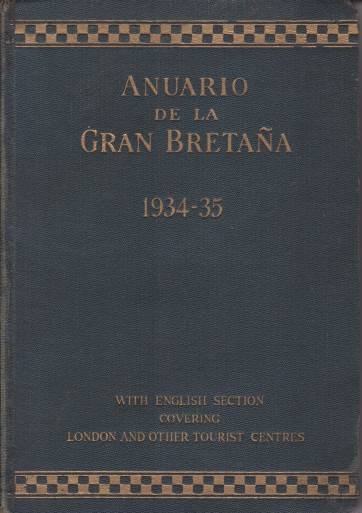 ANUARIO
DE LA
GRAN BRETAÑA
1934-35
WITH ENGLISH SECTION
COVERING
LONDON AND OTHER TOURIST CENTRES